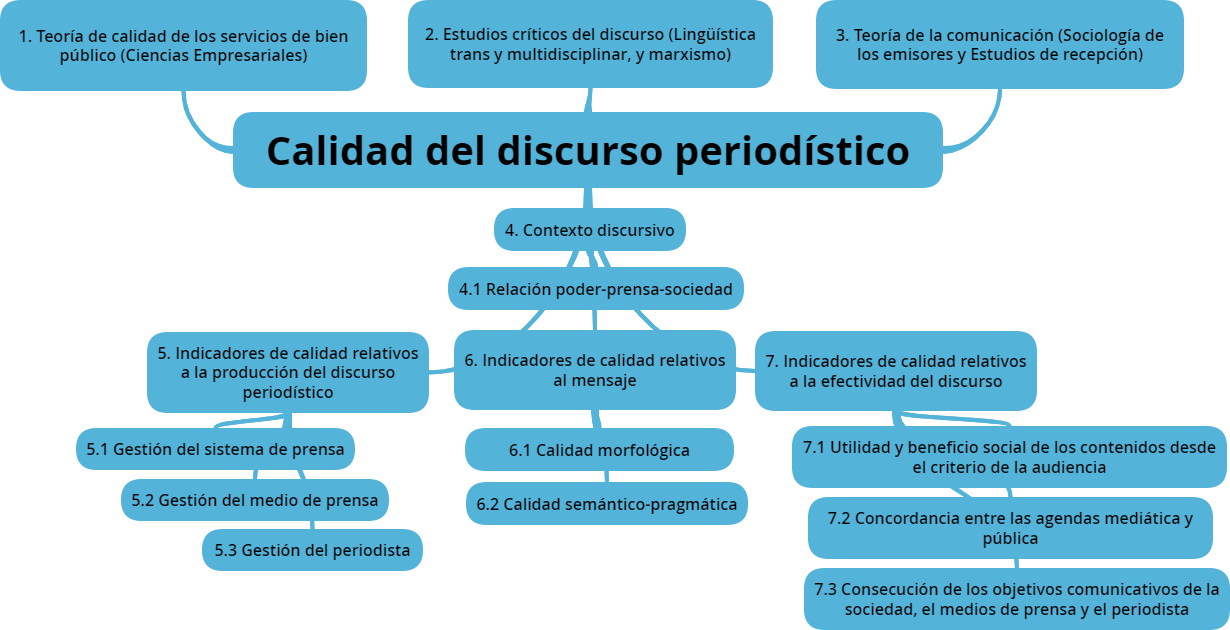 1. Teoría de calidad de los servicios de bien
público (Ciencias Empresariales)
2. Estudios críticos del discurso (Lingüística
trans y multidisciplinar, y marxismo)
3. Teoría de la comunicación (Sociología de
los emisores y Estudios de recepción)
Calidad del discurso periodístico
4. Contexto discursivo
4.1 Relación poder-prensa-sociedad
5. Indicadores de calidad relativos
a la producción del discurso
periodístico
5.1 Gestión del sistema de prensa
5.2 Gestión del medio de prensa
5.3 Gestión del periodista
6. Indicadores de calidad relativos
al mensaje
6.1 Calidad morfológica
6.2 Calidad semántico-pragmática
7. Indicadores de calidad relativos
a la efectividad del discurso
7.1 Utilidad y beneficio social de los contenidos desde
el criterio de la audiencia
7.2 Concordancia entre las agendas mediática y
pública
7.3 Consecución de los objetivos comunicativos de la
sociedad, el medios de prensa y el periodista